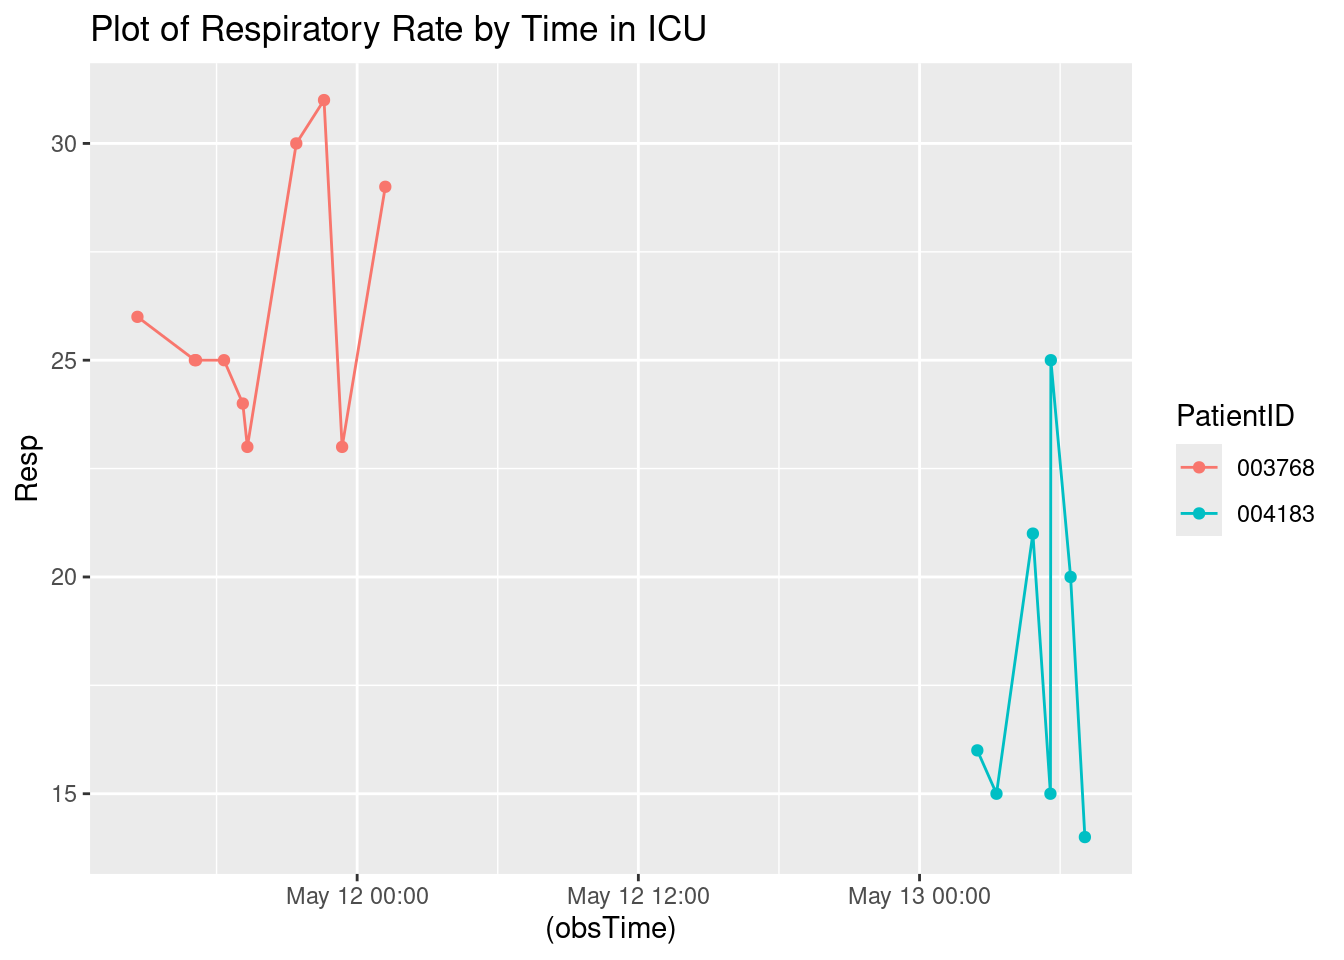 Plot of Respiratory Rate by Time in ICU
30
25
20
15
Resp
May 12 00:00
May 12 12:00
May 13 00:00
(obsTime)
PatientID
003768
004183